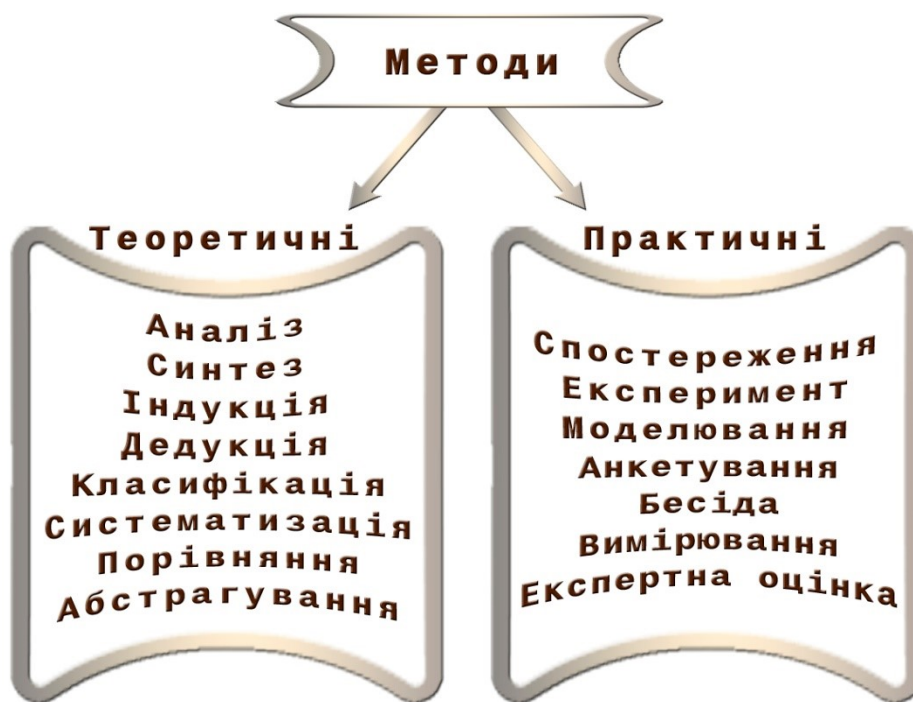 Методи
Теоретичні
Аналіз
Синтез
Індукція
Дедукція
Класифікація
Систематизація
Порівняння
Абстрагування
Практичні
Спостереження
Експеримент
Моделювання
Анкетування
Бесіда
Вимірювання
Експертна оцінка